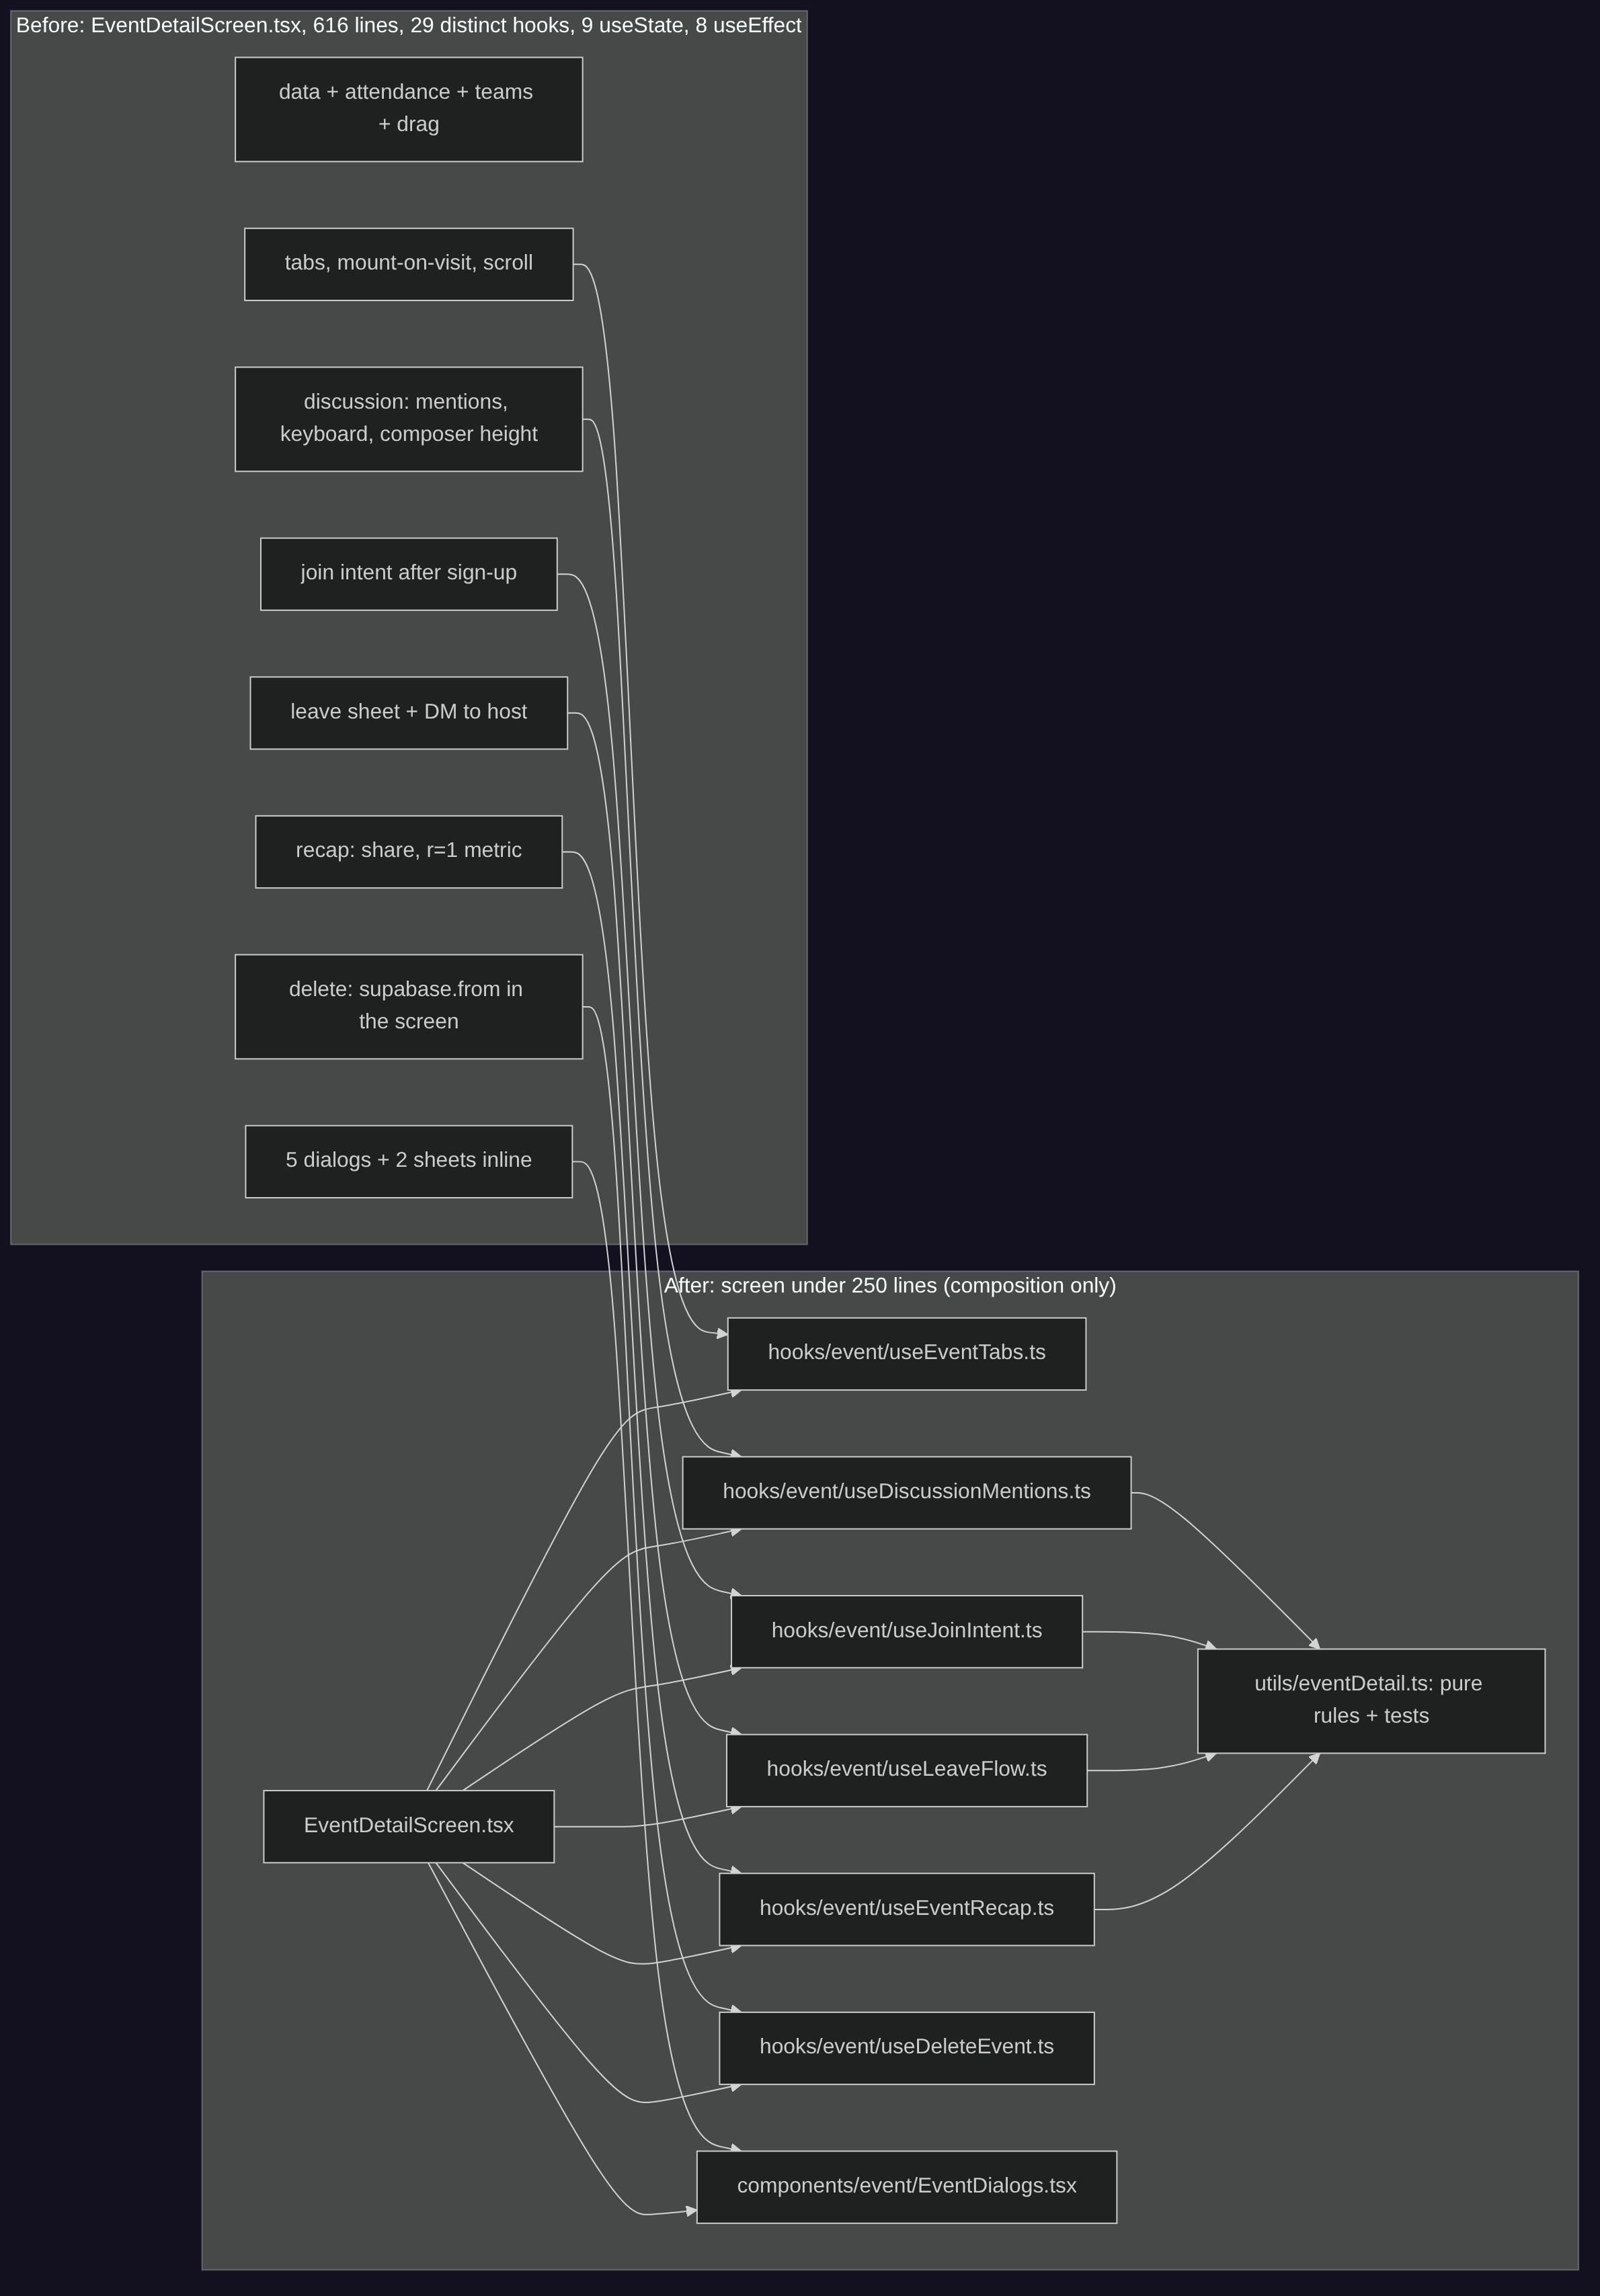 Before: EventDetailScreen.tsx, 616 lines, 29 distinct hooks, 9 useState, 8 useEffect
data + attendance + teams
+ drag
tabs, mount-on-visit, scroll
discussion: mentions,
keyboard, composer height
join intent after sign-up
leave sheet + DM to host
recap: share, r=1 metric
delete: supabase.from in
the screen
5 dialogs + 2 sheets inline
After: screen under 250 lines (composition only)
hooks/event/useEventTabs.ts
hooks/event/useDiscussionMentions.ts
hooks/event/useJoinIntent.ts
utils/eventDetail.ts: pure
rules + tests
hooks/event/useLeaveFlow.ts
EventDetailScreen.tsx
hooks/event/useEventRecap.ts
hooks/event/useDeleteEvent.ts
components/event/EventDialogs.tsx